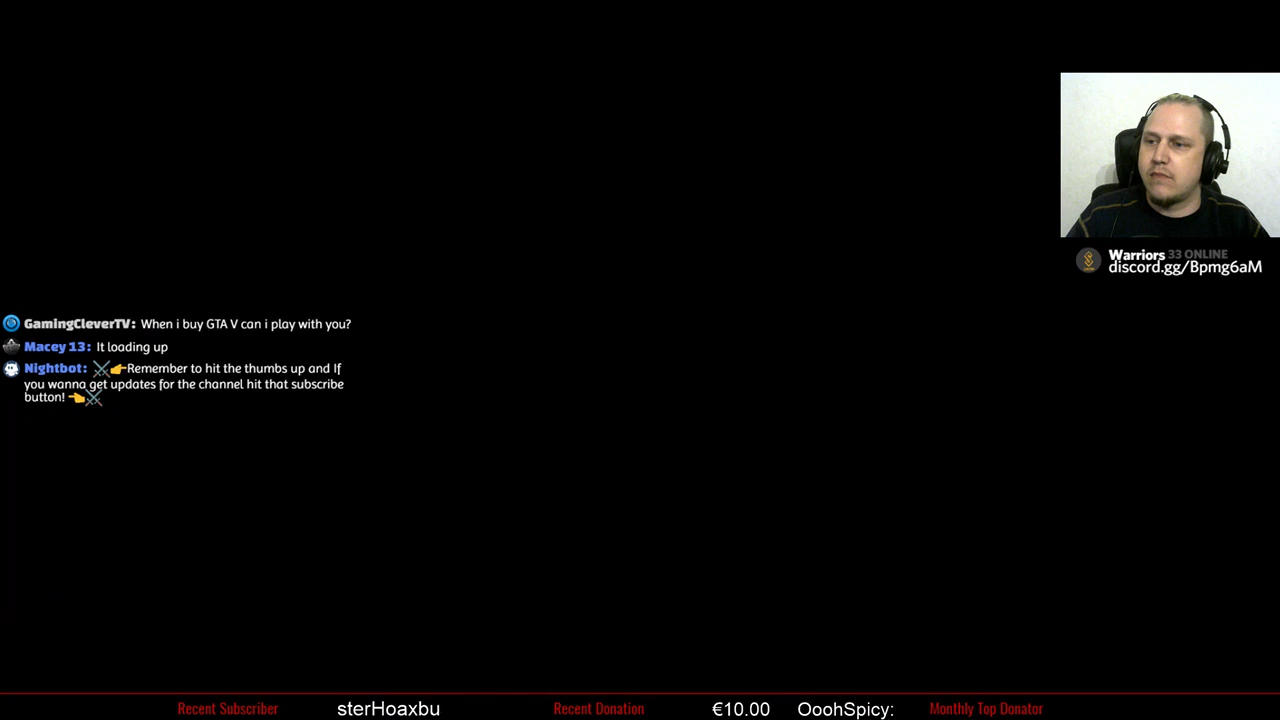 Warriors 33 ONLINE
discord.gg/Bpmg6aM
GamingCleverTV: When i buy GTA V can i play with you?
Macey 13: It loading up
Nightbot: ⚔👉Remember to hit the thumbs up and If
you wanna get updates for the channel hit that subscribe
button! 👈⚔
Recent Subscriber sterHoaxbu Recent Donation €10.00 OoohSpicy: Monthly Top Donator